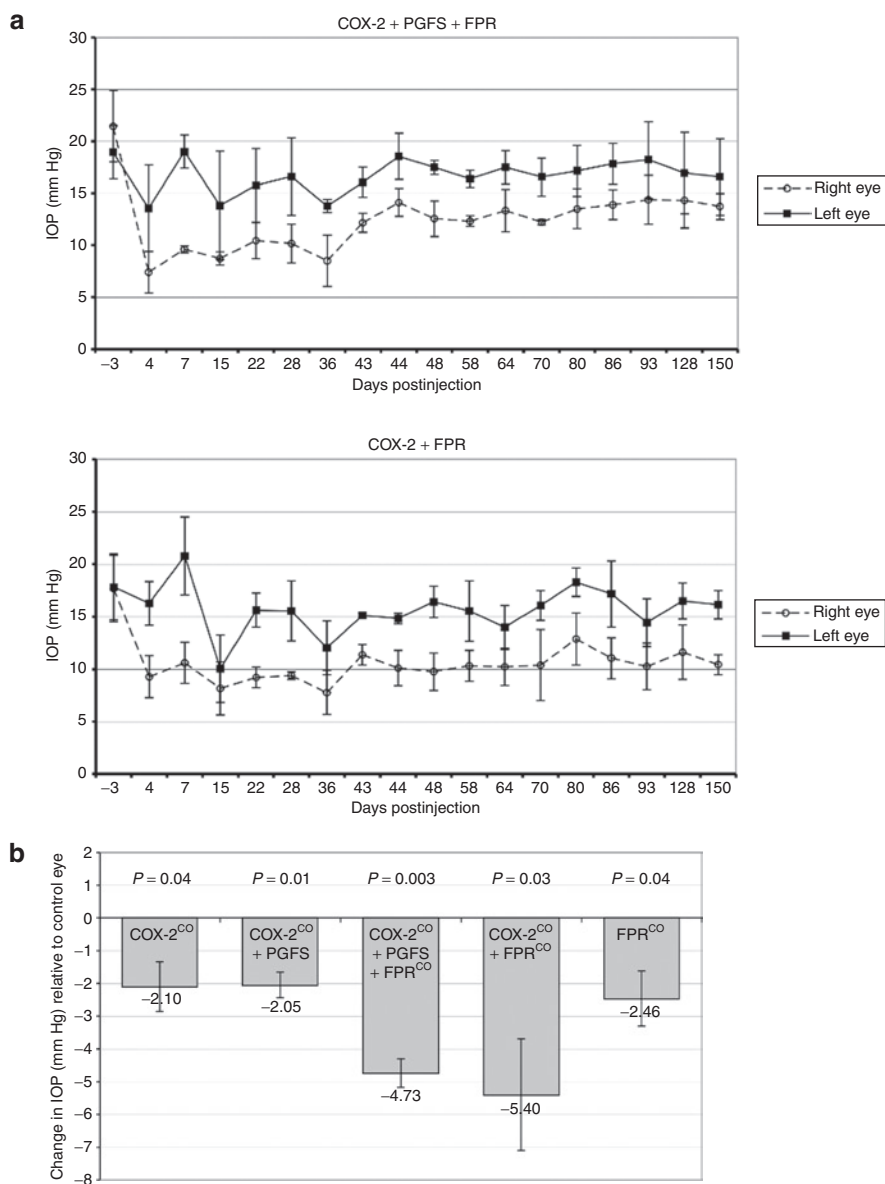 a
COX-2 + PGFS + FPR
30
25
20
15
10
5
0
IOP (mm Hg)
–3 4 7 15 22 28 36 43 44 48 58 64 70 80 86 93 128 150
Days postinjection
Right eye
Left eye
COX-2 + FPR
30
25
20
15
10
5
0
IOP (mm Hg)
–3 4 7 15 22 28 36 43 44 48 58 64 70 80 86 93 128 150
Days postinjection
Right eye
Left eye
b
Change in IOP (mm Hg) relative to control eye
2
1
0
–1
–2
–3
–4
–5
–6
–7
–8
P = 0.04 P = 0.01 P = 0.003 P = 0.03 P = 0.04
COX-2CO
–2.10
COX-2CO
+ PGFS
–2.05
COX-2CO
+ PGFS
+ FPRCO
–4.73
COX-2CO
+ FPRCO
–5.40
FPRCO
–2.46